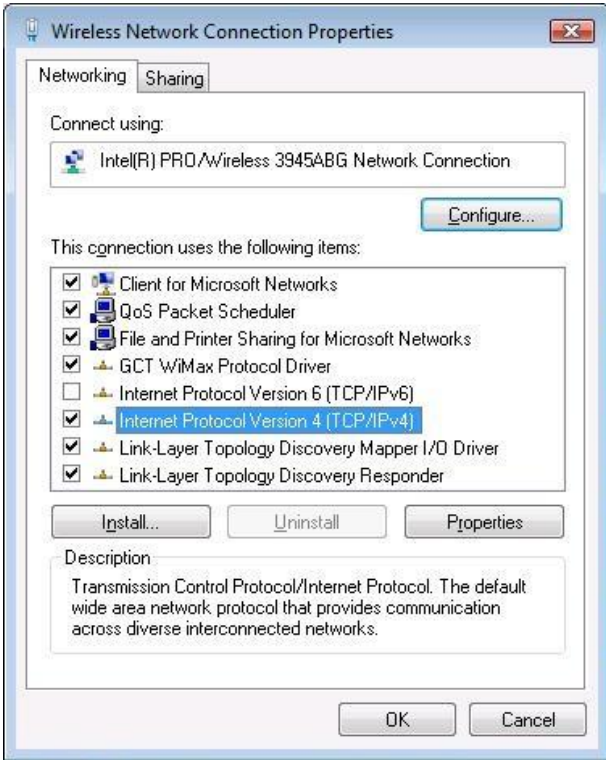 Wireless Network Connection Properties
Networking
Sharing
Connect using:
Intel(R) PRO/Wireless 3945ABG Network Connection
Configure...
This connection uses the following items:
Client for Microsoft Networks
QoS Packet Scheduler
File and Printer Sharing for Microsoft Networks
GCT WiMax Protocol Driver
Internet Protocol Version 6 (TCP/IPv6)
Internet Protocol Version 4 (TCP/IPv4)
Link-Layer Topology Discovery Mapper I/O Driver
Link-Layer Topology Discovery Responder
Install...
Uninstall
Properties
Description
Transmission Control Protocol/Internet Protocol. The default
wide area network protocol that provides communication
across diverse interconnected networks.
OK
Cancel